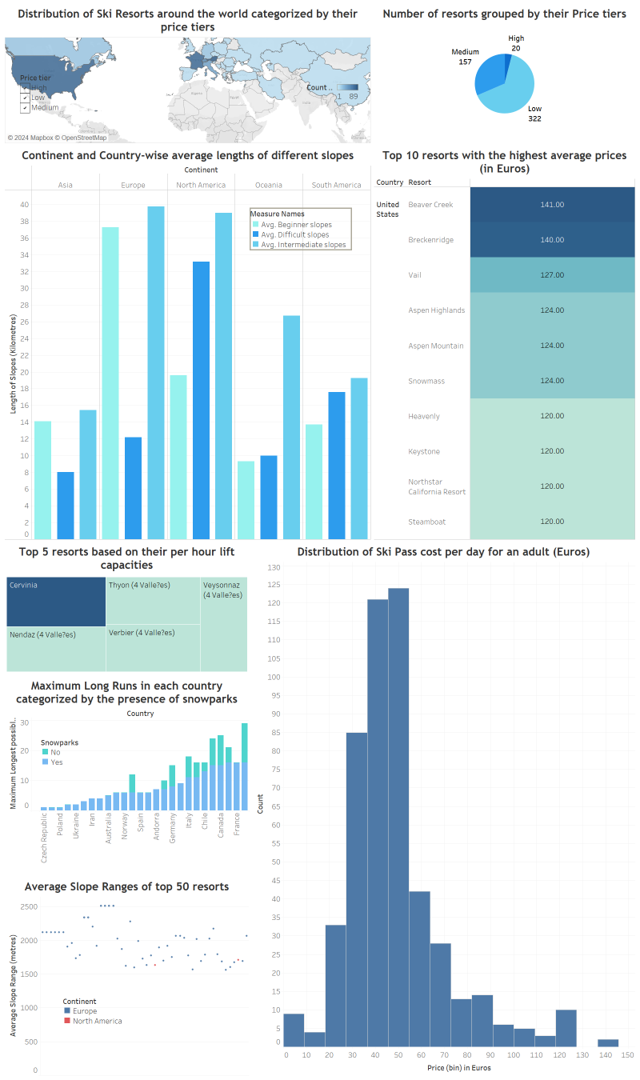 Distribution of Ski Resorts around the world categorized by their
price tiers
Price tier
High
Low
Medium
Count ..
1 89
© 2024 Mapbox © OpenStreetMap
Number of resorts grouped by their Price tiers
High
20
Medium
157
Low
322
Continent and Country-wise average lengths of different slopes
Continent
Asia Europe North America Oceania South America
Measure Names
Avg. Beginner slopes
Avg. Difficult slopes
Avg. Intermediate slopes
Length of Slopes (Kilometres)
40
38
36
34
32
30
28
26
24
22
20
18
16
14
12
10
8
6
4
2
0
Top 10 resorts with the highest average prices
(in Euros)
Country Resort
United
States
Beaver Creek 141.00
Breckenridge 140.00
Vail 127.00
Aspen Highlands 124.00
Aspen Mountain 124.00
Snowmass 124.00
Heavenly 120.00
Keystone 120.00
Northstar
California Resort 120.00
Steamboat 120.00
Top 5 resorts based on their per hour lift
capacities
Cervinia
Thyon (4 Valle?es)
Veysonnaz
(4 Valle?es)
Nendaz (4 Valle?es)
Verbier (4 Valle?es)
Maximum Long Runs in each country
categorized by the presence of snowparks
Country
Snowparks
No
Yes
Maximum Longest possibl..
30
20
10
0
Czech Republic
Poland
Ukraine
Iran
Australia
Norway
Spain
Andorra
Germany
Italy
Chile
Canada
France
Average Slope Ranges of top 50 resorts
Average Slope Range (metres)
2500
2000
1500
1000
500
0
Continent
Europe
North America
Distribution of Ski Pass cost per day for an adult (Euros)
Count
130
125
120
115
110
105
100
95
90
85
80
75
70
65
60
55
50
45
40
35
30
25
20
15
10
5
0
0 10 20 30 40 50 60 70 80 90 100 110 120 130 140 150
Price (bin) in Euros